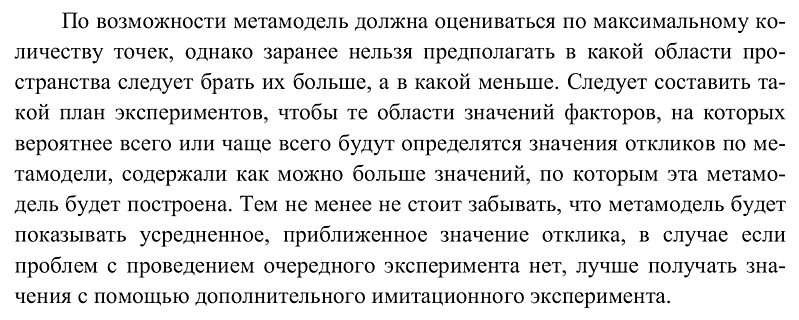 По возможности метамодель должна оцениваться по максимальному ко-
личеству точек, однако заранее нельзя предполагать в какой области про-
странства следует брать их больше, а в какой меньше. Следует составить та-
кой план экспериментов, чтобы те области значений факторов, на которых
вероятнее всего или чаще всего будут определятся значения откликов по ме-
тамодели, содержали как можно больше значений, по которым эта метамо-
дель будет построена. Тем не менее не стоит забывать, что метамодель будет
показывать усредненное, приближенное значение отклика, в случае если
проблем с проведением очередного эксперимента нет, лучше получать зна-
чения с помощью дополнительного имитационного эксперимента.